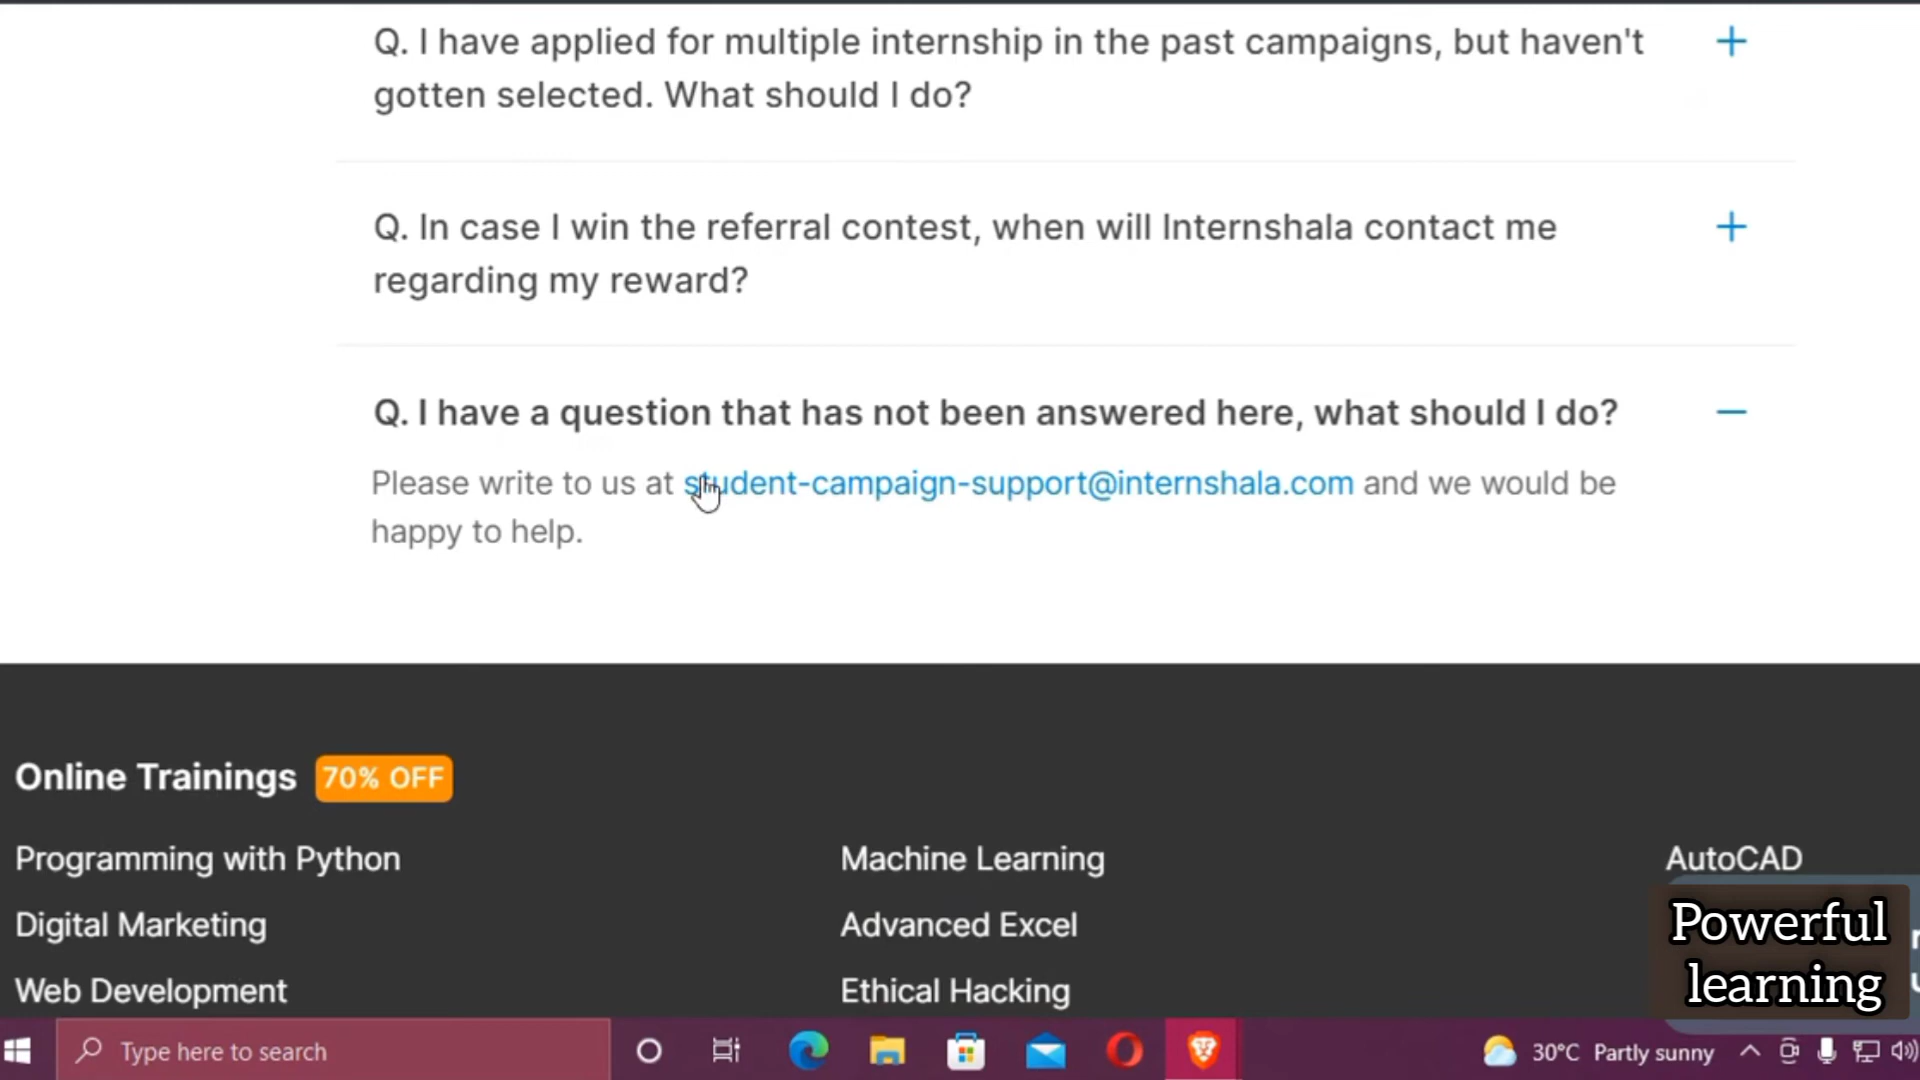 Q. I have applied for multiple internship in the past campaigns, but haven't
gotten selected. What should I do?
Q. In case I win the referral contest, when will Internshala contact me
regarding my reward?
Q. I have a question that has not been answered here, what should I do?
Please write to us at student-campaign-support@internshala.com and we would be
happy to help.
Online Trainings 70% OFF
Programming with Python
Machine Learning
AutoCAD
Digital Marketing
Advanced Excel
Web Development
Ethical Hacking
Powerful
learning
Type here to search
30°C Partly sunny